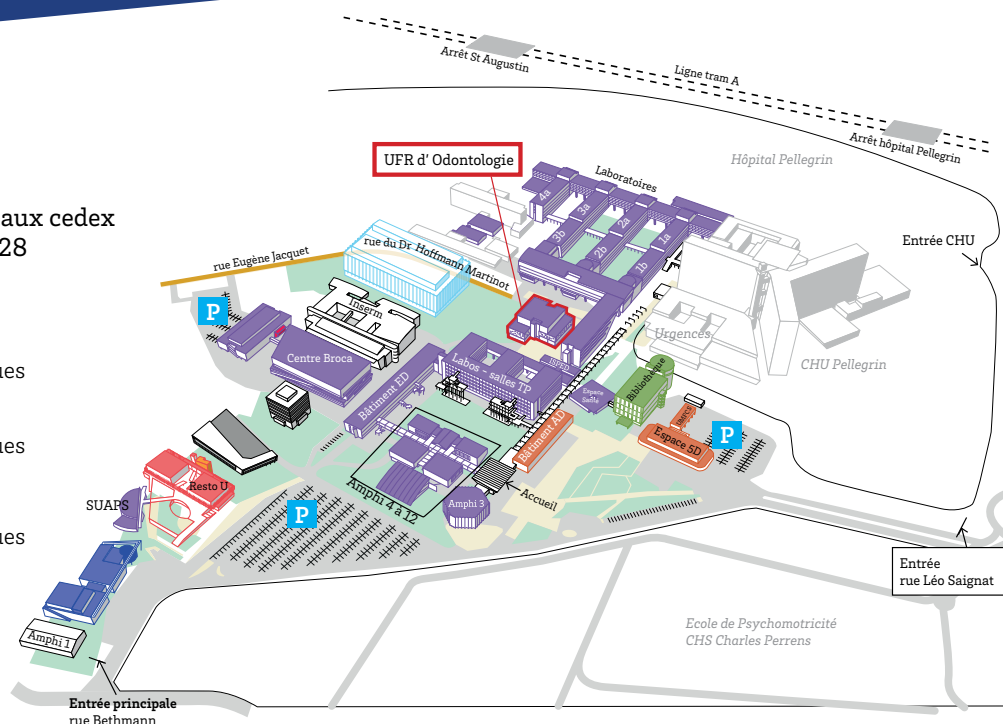 Arrêt St Augustin
Ligne tram A
Arrêt hôpital Pellegrin
Hôpital Pellegrin
UFR d' Odontologie
Laboratoires
4a
3a
2a
1a
3b
2b
1b
aux cedex
28
Entrée CHU
rue Eugène Jacquet
rue du Dr Hoffmann Martinot
P
Inserm
Urgences
CHU Pellegrin
Centre Broca
Labos - salles TP
ISPED
Bâtiment ED
Espace
Santé
Bibliothèque
ues
Bâtiment AD
Espace 5D
P
ues
Resto U
SUAPS
Amphi 4 à 12
Amphi 3
Accueil
P
ues
Entrée
rue Léo Saignat
Ecole de Psychomotricité
CHS Charles Perrens
Amphi 1
Entrée principale
rue Bethmann